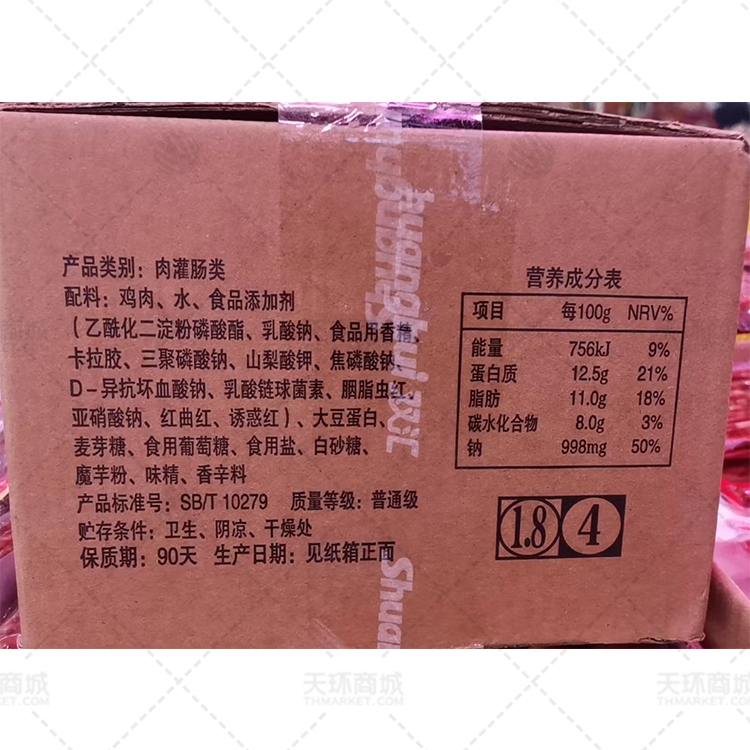 产品类别：肉灌肠类
配料：鸡肉、水、食品添加剂
（乙酰化二淀粉磷酸酯、乳酸钠、食品用香精、
卡拉胶、三聚磷酸钠、山梨酸钾、焦磷酸钠、
D-异抗坏血酸钠、乳酸链球菌素、胭脂虫红、
亚硝酸钠、红曲红、诱惑红）、大豆蛋白、
麦芽糖、食用葡萄糖、食用盐、白砂糖、
魔芋粉、味精、香辛料
产品标准号：SB/T 10279 质量等级：普通级
贮存条件：卫生、阴凉、干燥处
保质期：90天 生产日期：见纸箱正面
营养成分表
项目 每100g NRV%
能量 756kJ 9%
蛋白质 12.5g 21%
脂肪 11.0g 18%
碳水化合物 8.0g 3%
钠 998mg 50%
1.8 4
huanghui 双汇
Shuan
天环商城
THMARKET.COM
天环商城
THMARKET.COM